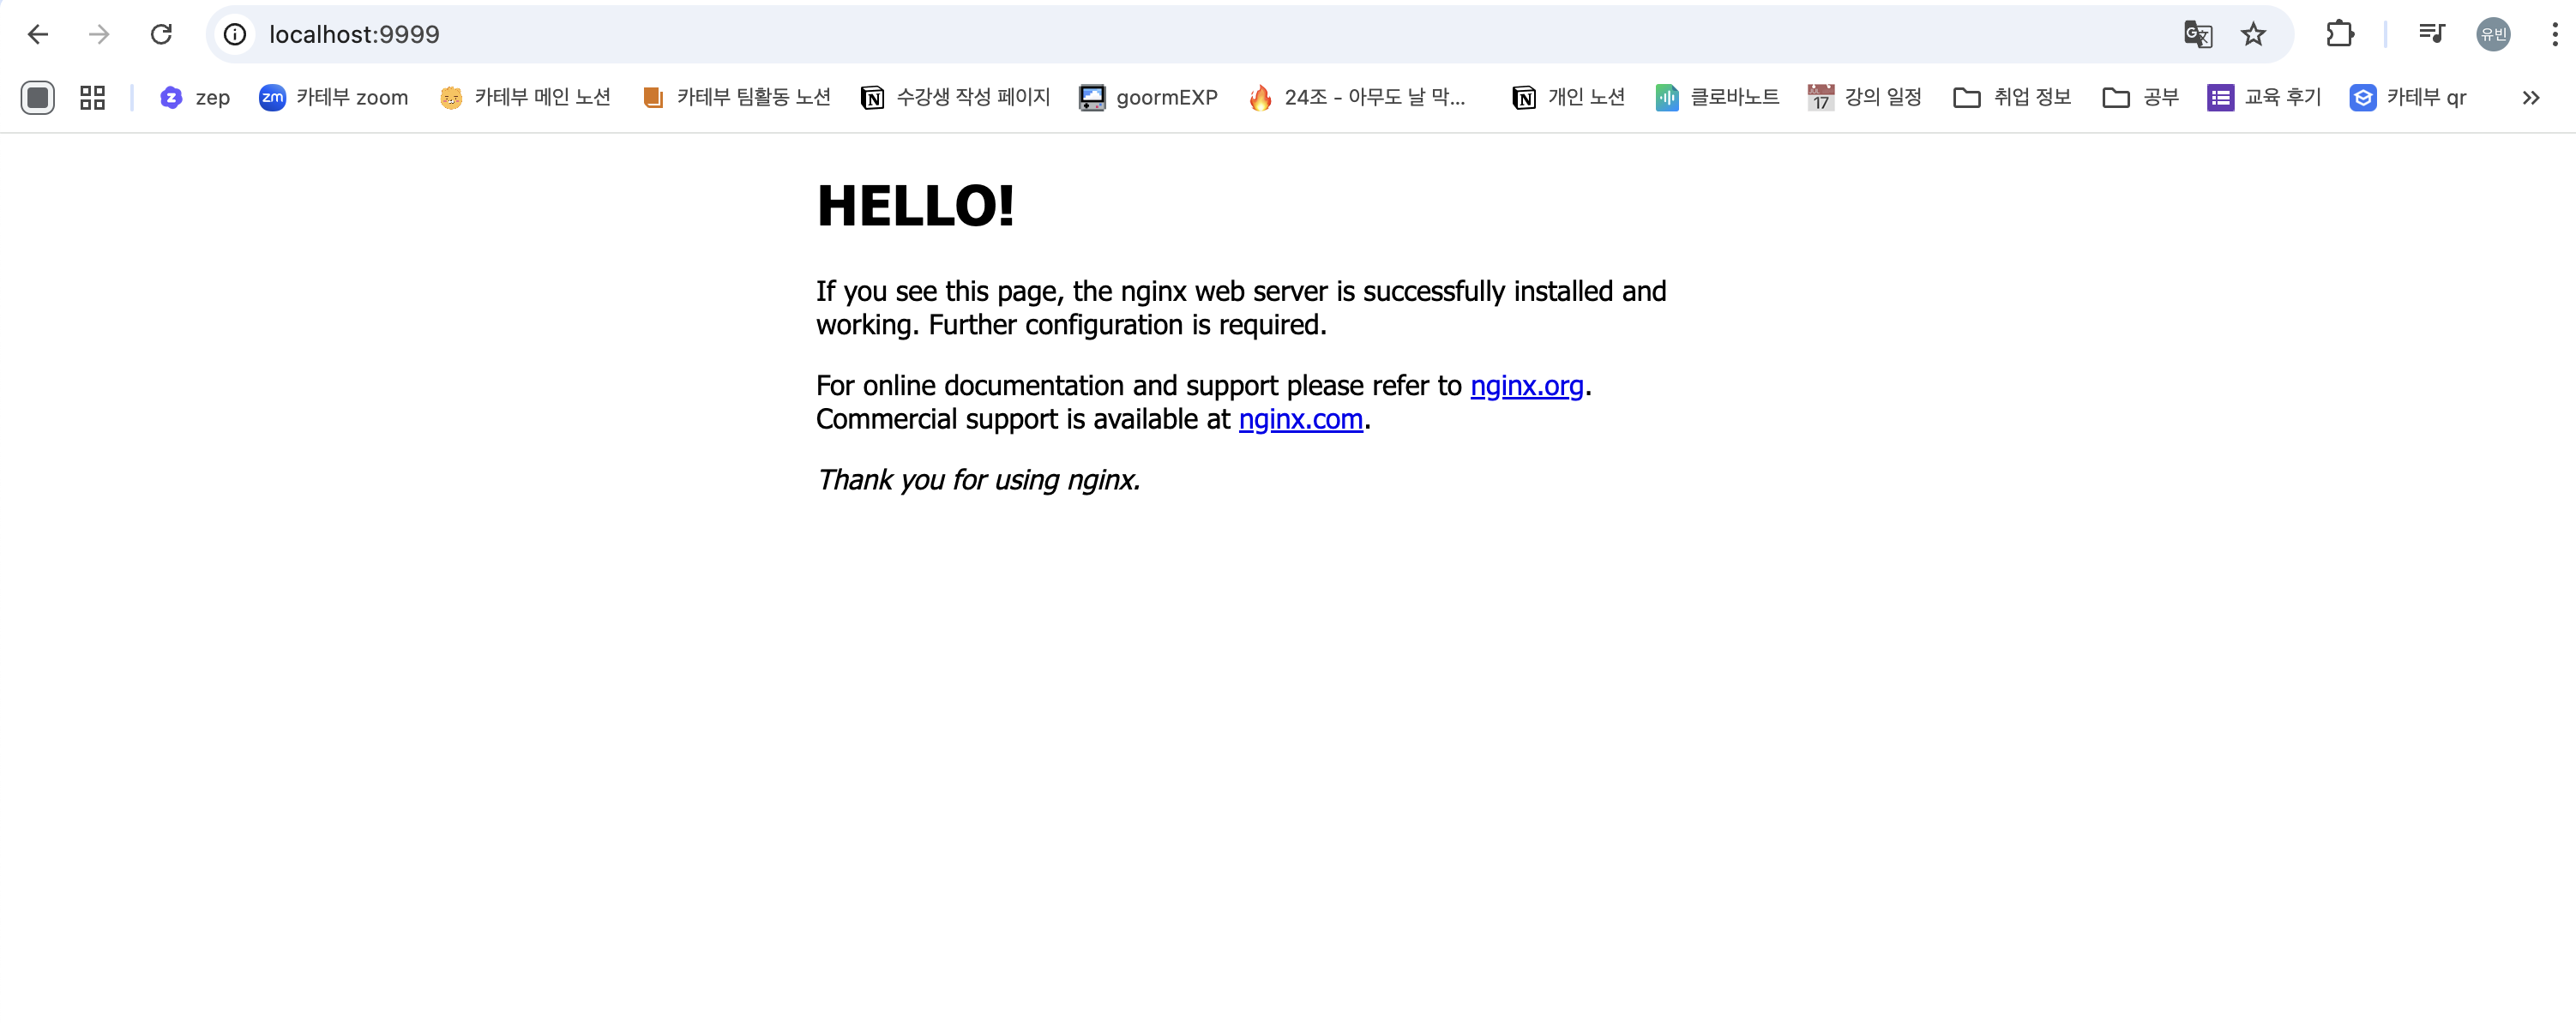 localhost:9999
유빈
zep
zm 카테부 zoom
카테부 메인 노션
카테부 팀활동 노션
수강생 작성 페이지
goormEXP
24조 - 아무도 날 막...
개인 노션
클로바노트
17 강의 일정
취업 정보
공부
교육 후기
카테부 qr
HELLO!
If you see this page, the nginx web server is successfully installed and
working. Further configuration is required.
For online documentation and support please refer to nginx.org.
Commercial support is available at nginx.com.
Thank you for using nginx.